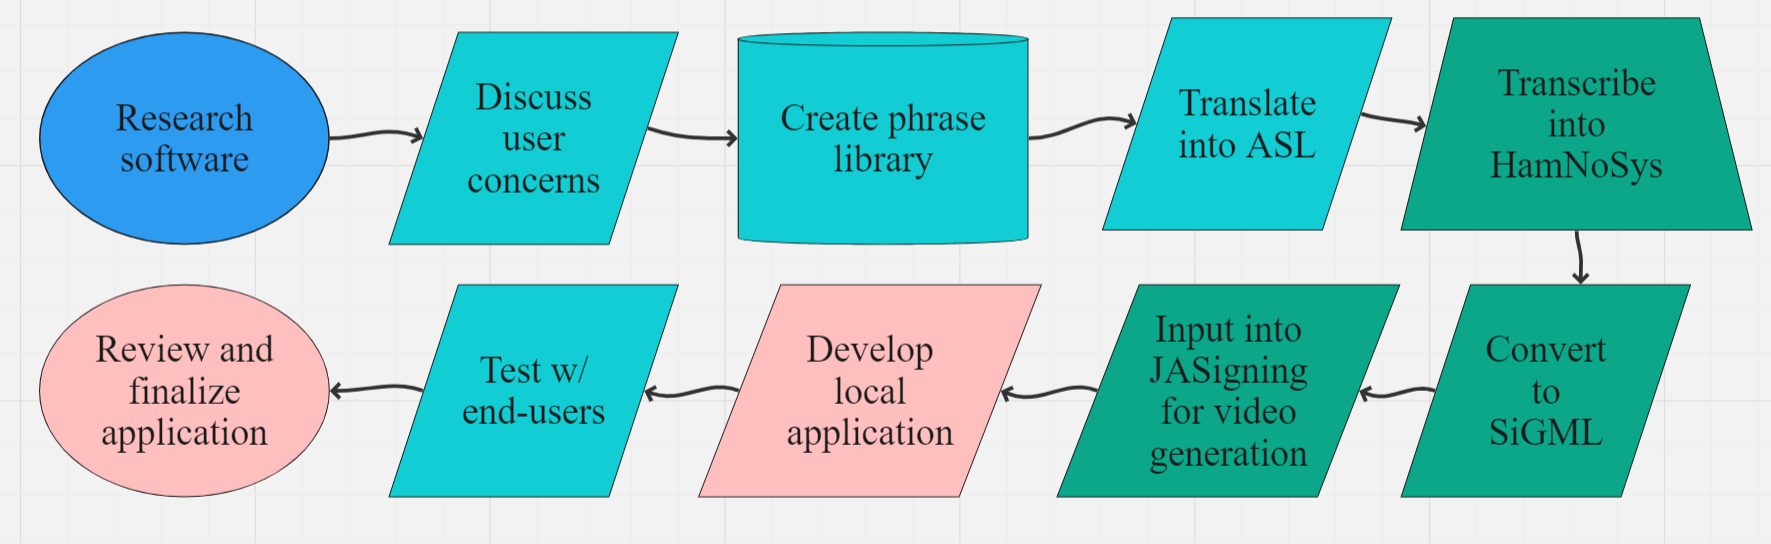 Research
software
Discuss
user
concerns
Create phrase
library
Translate
into ASL
Transcribe
into
HamNoSys
Convert
to
SiGML
Input into
JASigning
for video
generation
Develop
local
application
Test w/
end-users
Review and
finalize
application